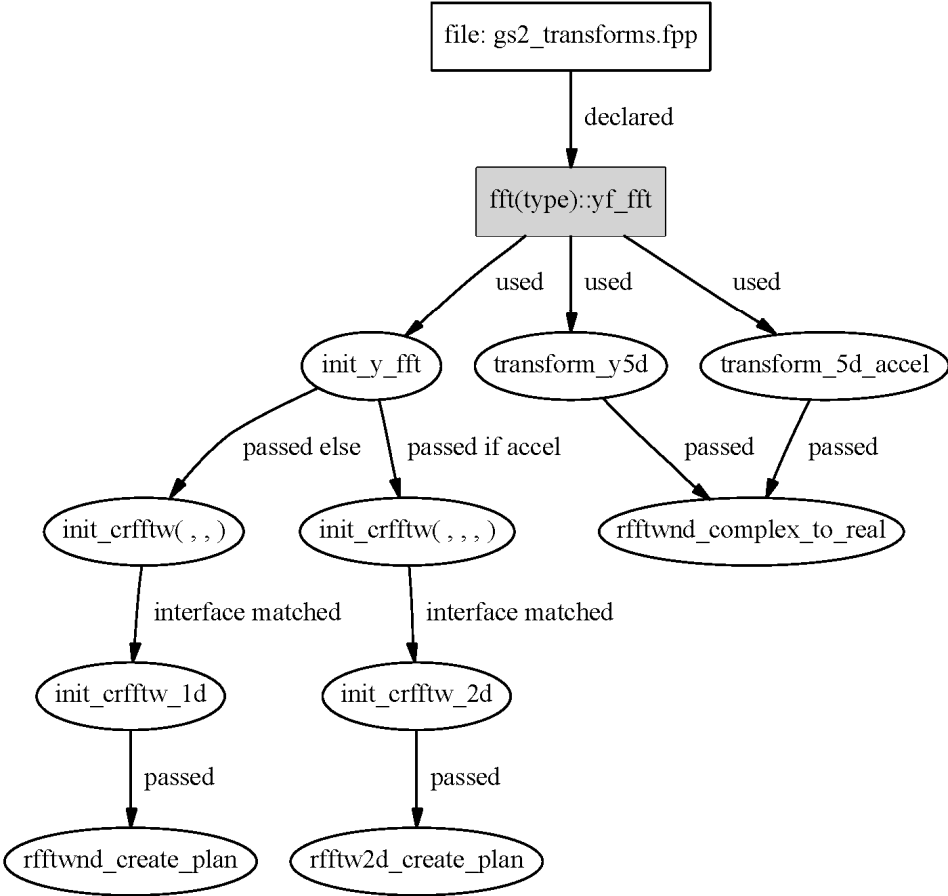 file: gs2_transforms.fpp
declared
fft(type)::yf_fft
used
used
used
init_y_fft
transform_y5d
transform_5d_accel
passed else
passed if accel
passed
passed
init_crfftw( , , )
init_crfftw( , , , )
rfftwnd_complex_to_real
interface matched
interface matched
init_crfftw_1d
init_crfftw_2d
passed
passed
rfftwnd_create_plan
rfftw2d_create_plan